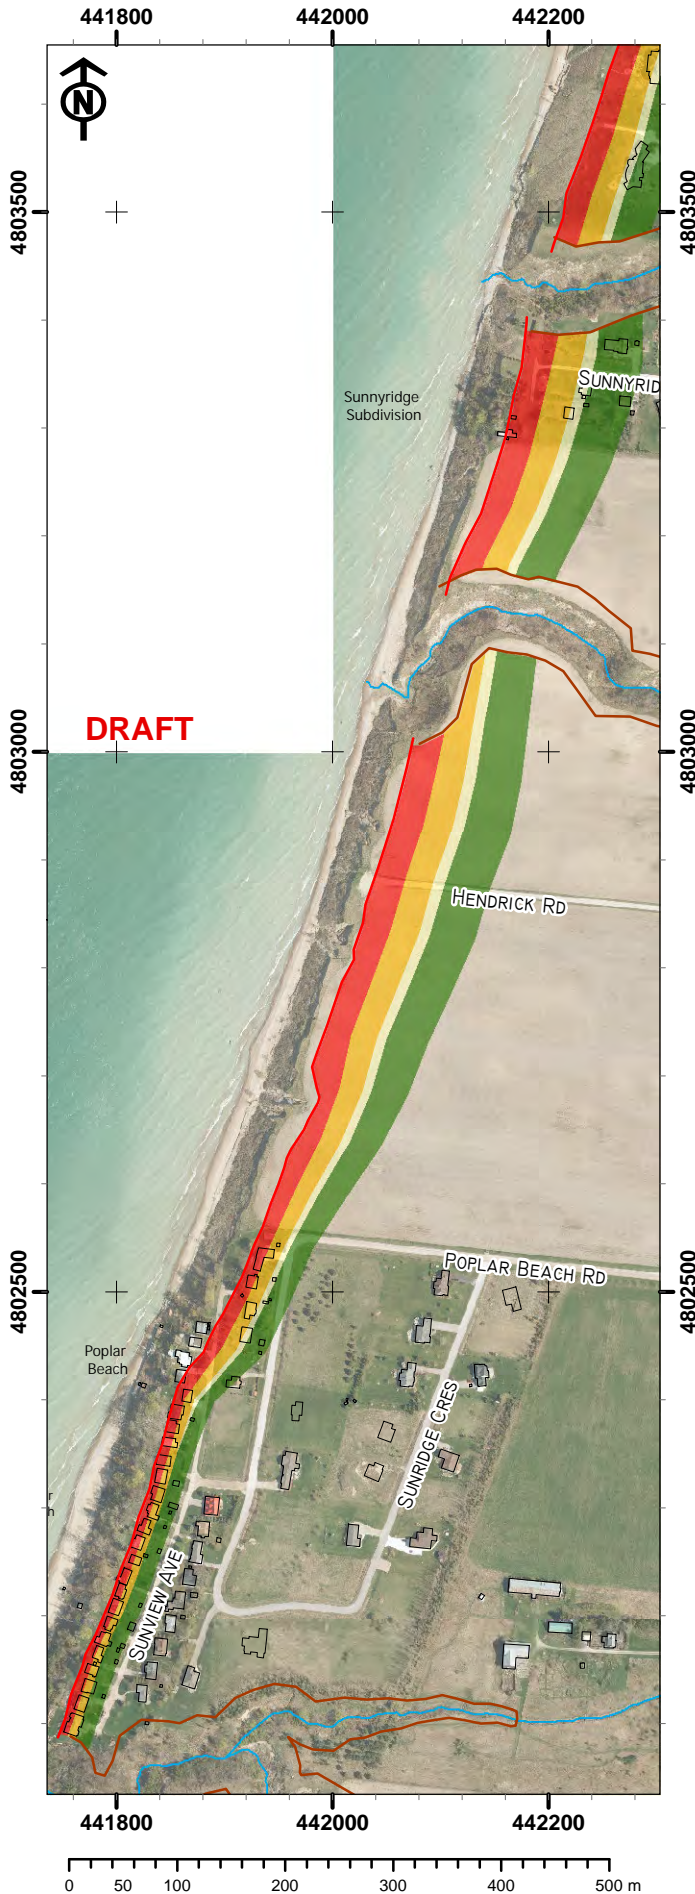 441800 442000 442200
N
4803500 4803500
Sunnyridge
Subdivision
SUNNYRID
DRAFT
4803000 4803000
HENDRICK RD
POPLAR BEACH RD
4802500 4802500
Poplar
Beach
SUNRIDGE CRES
SUNVIEW AVE
441800 442000 442200
0 50 100 200 300 400 500 m